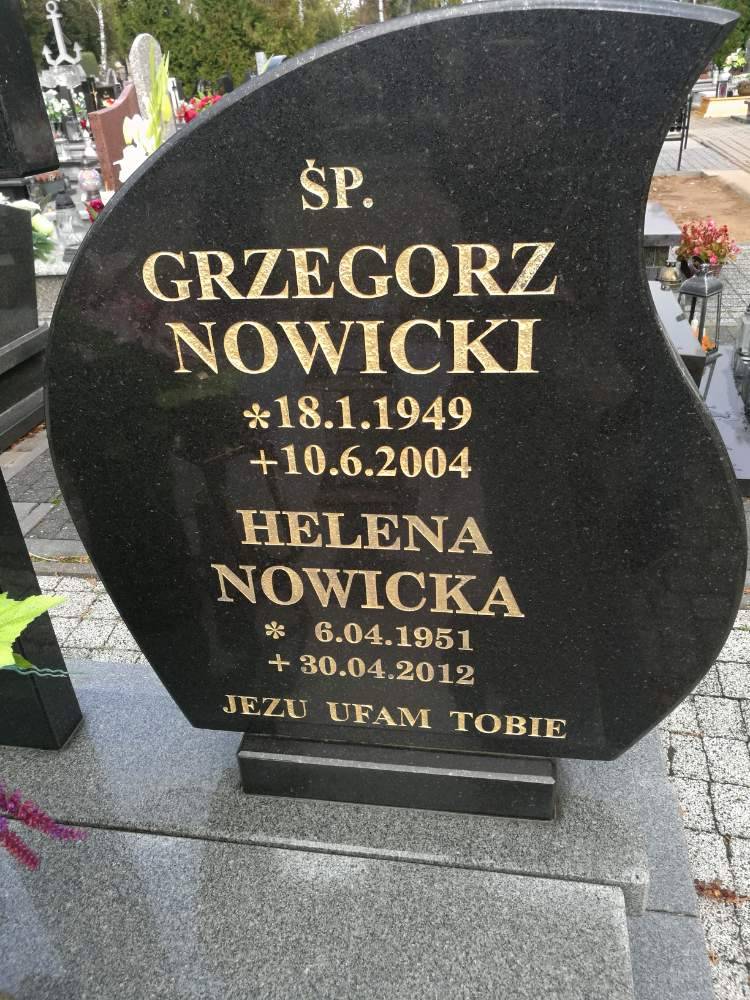 ŚP.
GRZEGORZ
NOWICKI
*18.1.1949
+10.6.2004
HELENA
NOWICKA
* 6.04.1951
+ 30.04.2012
JEZU UFAM TOBIE